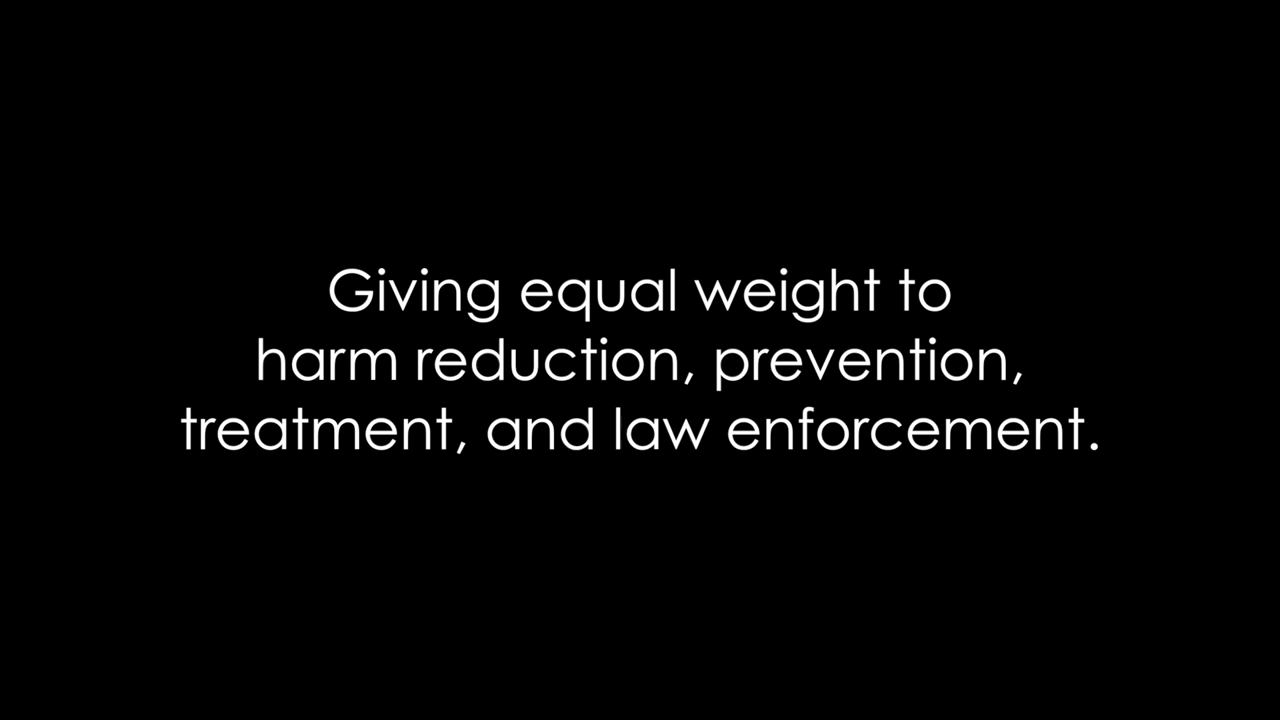 Giving equal weight to
harm reduction, prevention,
treatment, and law enforcement.